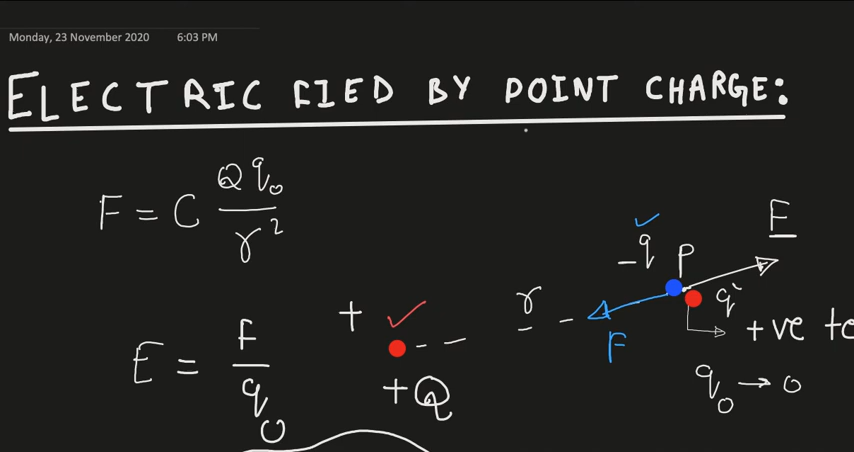 Monday, 23 November 2020 6:03 PM
ELECTRIC FIED BY POINT CHARGE:
F = C Qq₀/r²
E
-q P
+ r q
F +ve te
E = F/q₀ +Q q₀ → 0